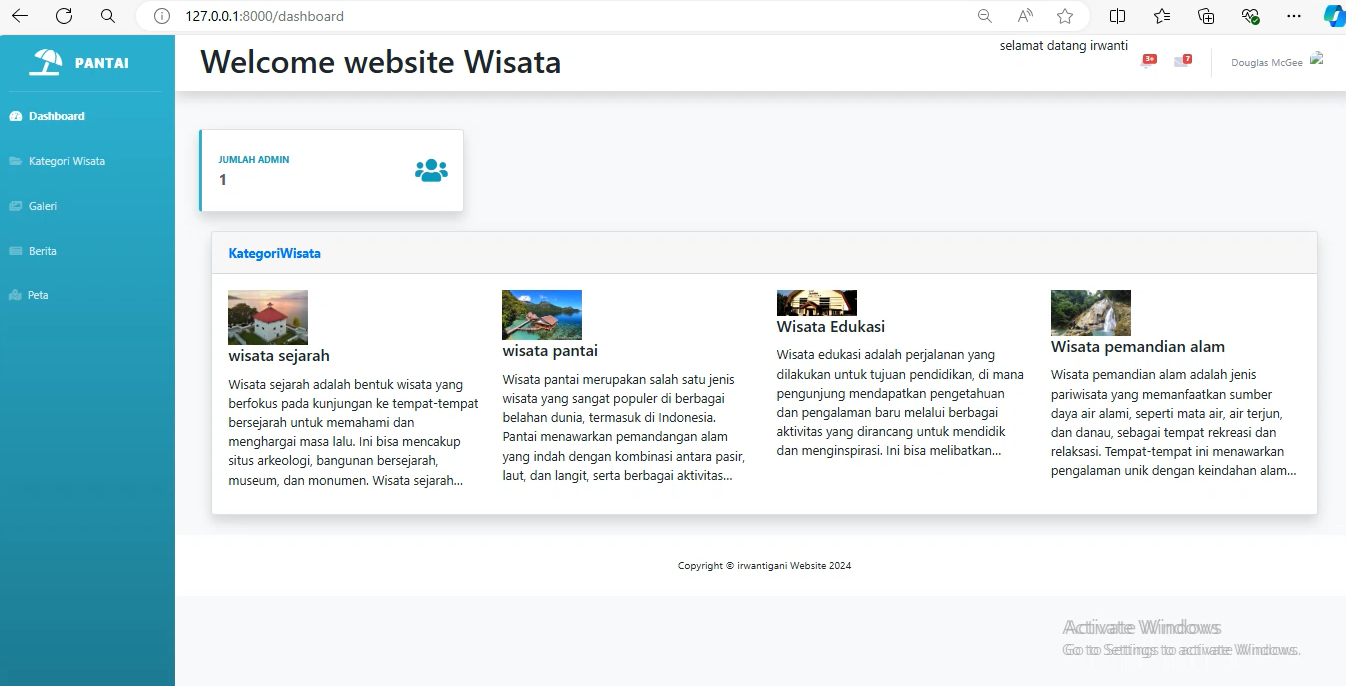 127.0.0.1:8000/dashboard
PANTAI
Welcome website Wisata
selamat datang irwanti
3+
7
Douglas McGee
Dashboard
Kategori Wisata
Galeri
Berita
Peta
JUMLAH ADMIN
1
KategoriWisata
wisata sejarah
Wisata sejarah adalah bentuk wisata yang
berfokus pada kunjungan ke tempat-tempat
bersejarah untuk memahami dan
menghargai masa lalu. Ini bisa mencakup
situs arkeologi, bangunan bersejarah,
museum, dan monumen. Wisata sejarah...
wisata pantai
Wisata pantai merupakan salah satu jenis
wisata yang sangat populer di berbagai
belahan dunia, termasuk di Indonesia.
Pantai menawarkan pemandangan alam
yang indah dengan kombinasi antara pasir,
laut, dan langit, serta berbagai aktivitas...
Wisata Edukasi
Wisata edukasi adalah perjalanan yang
dilakukan untuk tujuan pendidikan, di mana
pengunjung mendapatkan pengetahuan
dan pengalaman baru melalui berbagai
aktivitas yang dirancang untuk mendidik
dan menginspirasi. Ini bisa melibatkan...
Wisata pemandian alam
Wisata pemandian alam adalah jenis
pariwisata yang memanfaatkan sumber
daya air alami, seperti mata air, air terjun,
dan danau, sebagai tempat rekreasi dan
relaksasi. Tempat-tempat ini menawarkan
pengalaman unik dengan keindahan alam...
Copyright © irwantigani Website 2024
Activate Windows
Go to Settings to activate Windows.